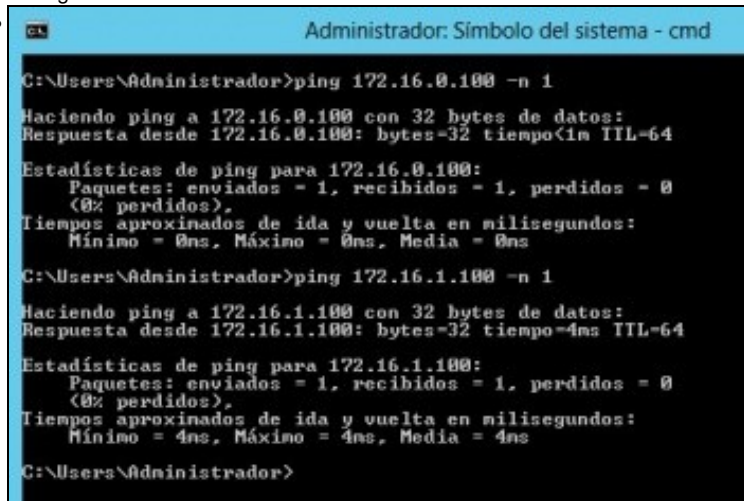 Administrador: Símbolo del sistema - cmd
C:\Users\Administrador>ping 172.16.0.100 -n 1
Haciendo ping a 172.16.0.100 con 32 bytes de datos:
Respuesta desde 172.16.0.100: bytes=32 tiempo<1m TTL=64
Estadísticas de ping para 172.16.0.100:
Paquetes: enviados = 1, recibidos = 1, perdidos = 0
(0% perdidos),
Tiempos aproximados de ida y vuelta en milisegundos:
Mínimo = 0ms, Máximo = 0ms, Media = 0ms
C:\Users\Administrador>ping 172.16.1.100 -n 1
Haciendo ping a 172.16.1.100 con 32 bytes de datos:
Respuesta desde 172.16.1.100: bytes=32 tiempo=4ms TTL=64
Estadísticas de ping para 172.16.1.100:
Paquetes: enviados = 1, recibidos = 1, perdidos = 0
(0% perdidos),
Tiempos aproximados de ida y vuelta en milisegundos:
Mínimo = 4ms, Máximo = 4ms, Media = 4ms
C:\Users\Administrador>